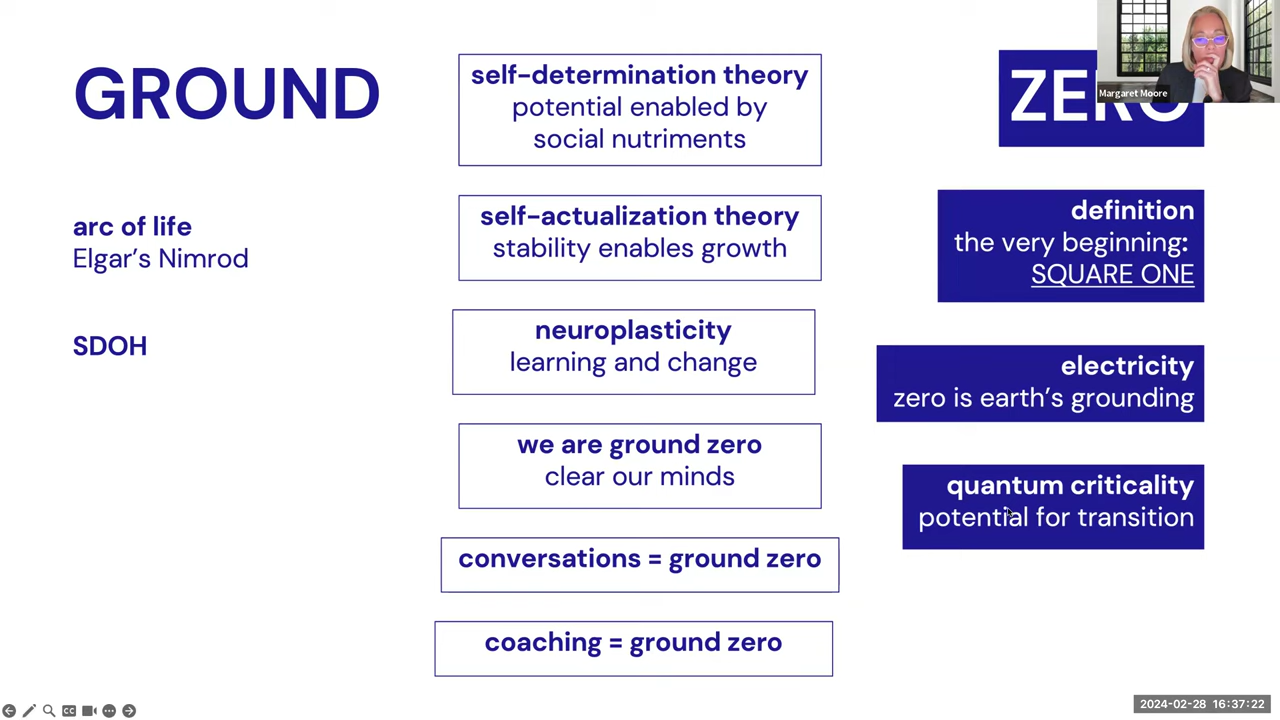 GROUND
arc of life
Elgar's Nimrod
SDOH
self-determination theory
potential enabled by
social nutriments
self-actualization theory
stability enables growth
neuroplasticity
learning and change
we are ground zero
clear our minds
conversations = ground zero
coaching = ground zero
Margaret Moore
ZERO
definition
the very beginning:
SQUARE ONE
electricity
zero is earth's grounding
quantum criticality
potential for transition
CC
2024-02-28 16:37:22